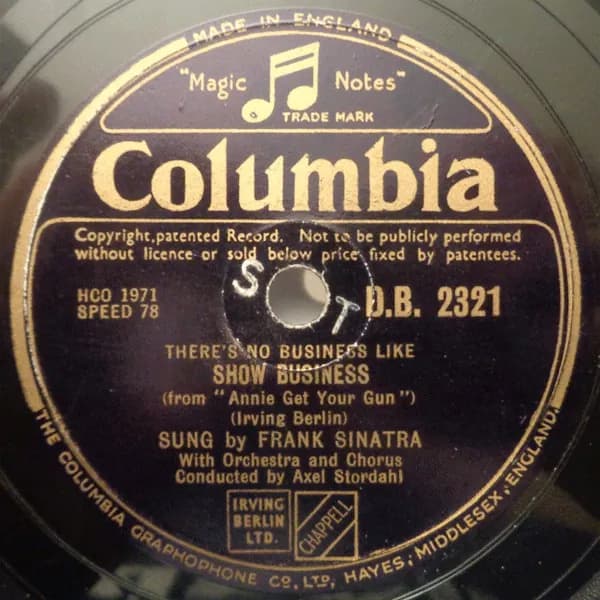 MADE IN ENGLAND
"Magic Notes"
TRADE MARK
Columbia
Copyright, patented Record. Not to be publicly performed
without licence or sold below price fixed by patentees.
S T
HCO 1971
SPEED 78
D.B. 2321
THERE'S NO BUSINESS LIKE
SHOW BUSINESS
(from "Annie Get Your Gun")
(Irving Berlin)
SUNG by FRANK SINATRA
With Orchestra and Chorus
Conducted by Axel Stordahl
IRVING
BERLIN
LTD.
CHAPPELL
THE COLUMBIA GRAPHOPHONE CO. LTD, HAYES, MIDDLESEX, ENGLAND.